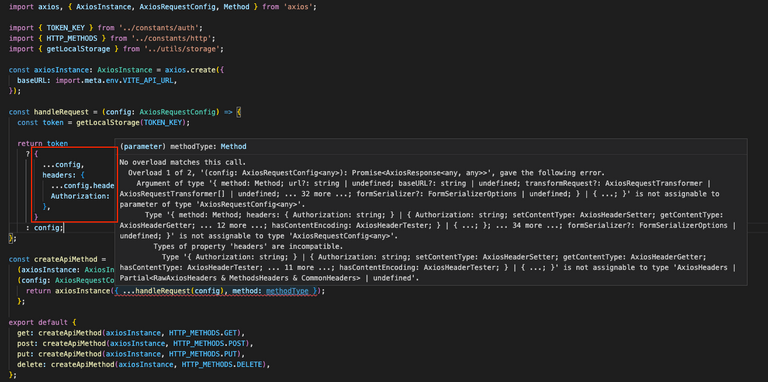 import axios, { AxiosInstance, AxiosRequestConfig, Method } from 'axios';
import { TOKEN_KEY } from '../constants/auth';
import { HTTP_METHODS } from '../constants/http';
import { getLocalStorage } from '../utils/storage';
const axiosInstance: AxiosInstance = axios.create({
baseURL: import.meta.env.VITE_API_URL,
});
const handleRequest = (config: AxiosRequestConfig) => {
const token = getLocalStorage(TOKEN_KEY);
return token
? {
...config,
headers: {
...config.heade
Authorization:
},
}
: config;
};
(parameter) methodType: Method
No overload matches this call.
Overload 1 of 2, '(config: AxiosRequestConfig<any>): Promise<AxiosResponse<any, any>>', gave the following error.
Argument of type '{ method: Method; url?: string | undefined; baseURL?: string | undefined; transformRequest?: AxiosRequestTransformer |
AxiosRequestTransformer[] | undefined; ... 32 more ...; formSerializer?: FormSerializerOptions | undefined; } | { ...; }' is not assignable to
parameter of type 'AxiosRequestConfig<any>'.
Type '{ method: Method; headers: { Authorization: string; } | { Authorization: string; setContentType: AxiosHeaderSetter; getContentType:
AxiosHeaderGetter; ... 12 more ...; hasContentEncoding: AxiosHeaderTester; } | { ...; }; ... 34 more ...; formSerializer?: FormSerializerOptions |
undefined; }' is not assignable to type 'AxiosRequestConfig<any>'.
Types of property 'headers' are incompatible.
Type '{ Authorization: string; } | { Authorization: string; setContentType: AxiosHeaderSetter; getContentType: AxiosHeaderGetter;
hasContentType: AxiosHeaderTester; ... 11 more ...; hasContentEncoding: AxiosHeaderTester; } | { ...; }' is not assignable to type 'AxiosHeaders |
Partial<RawAxiosHeaders & MethodsHeaders & CommonHeaders> | undefined'.
const createApiMethod =
(axiosInstance: AxiosIn
(config: AxiosRequestCo
return axiosInstance({ ...handleRequest(config), method: methodType });
};
export default {
get: createApiMethod(axiosInstance, HTTP_METHODS.GET),
post: createApiMethod(axiosInstance, HTTP_METHODS.POST),
put: createApiMethod(axiosInstance, HTTP_METHODS.PUT),
delete: createApiMethod(axiosInstance, HTTP_METHODS.DELETE),
};